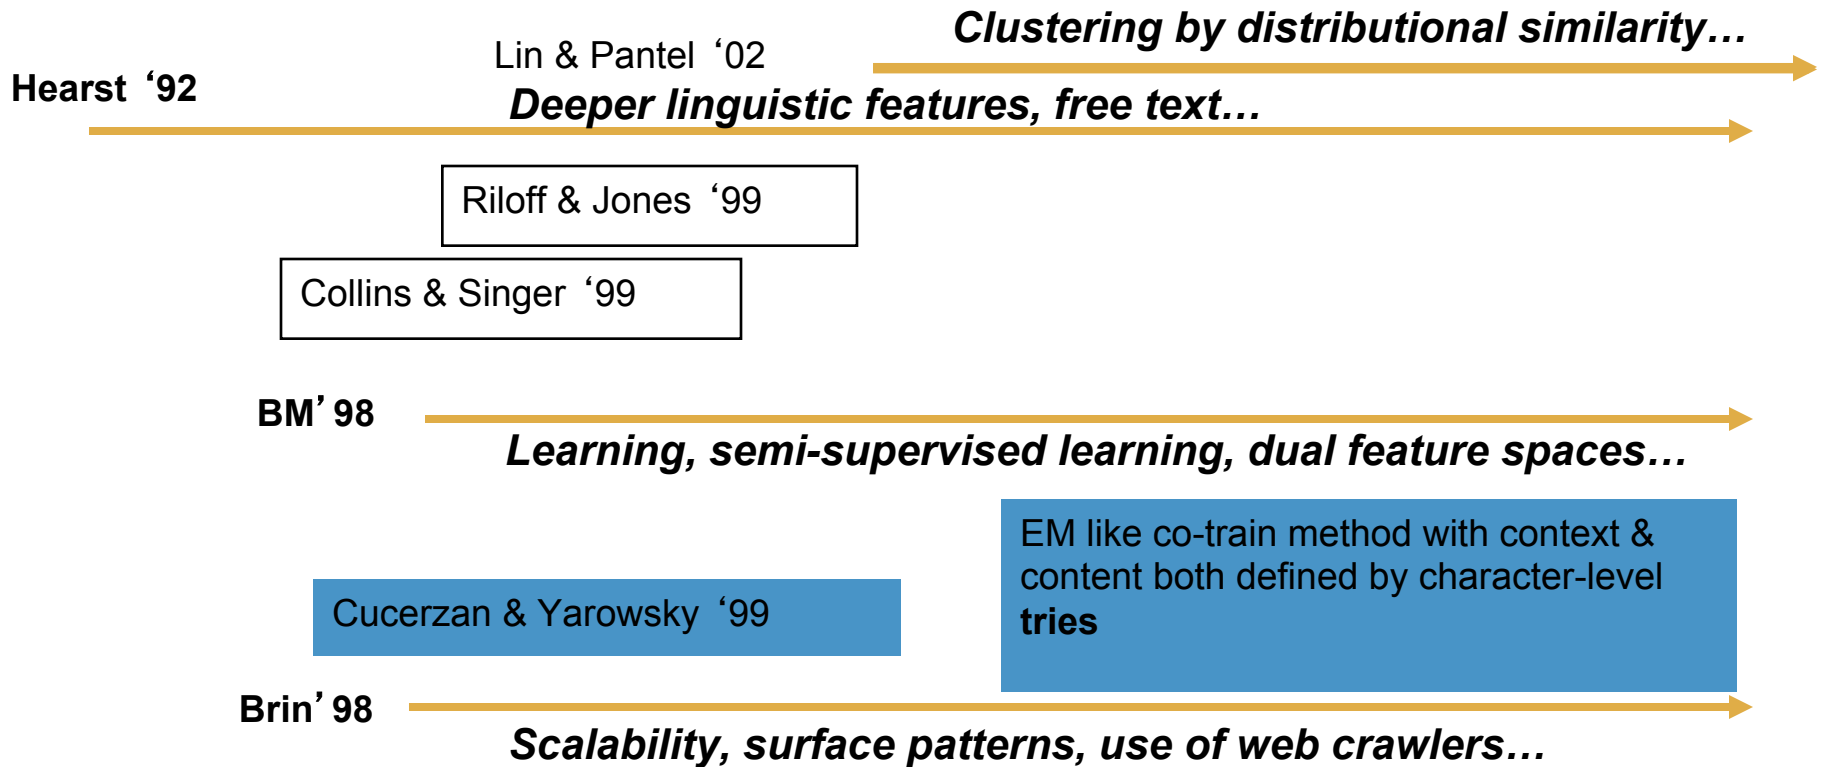 Clustering by distributional similarity…
Lin & Pantel ‘02
Hearst ‘92
Deeper linguistic features, free text…
Riloff & Jones ‘99
Collins & Singer ‘99
BM’ 98
Learning, semi-supervised learning, dual feature spaces…
EM like co-train method with context &
content both defined by character-level
tries
Cucerzan & Yarowsky ‘99
Brin’ 98
Scalability, surface patterns, use of web crawlers…